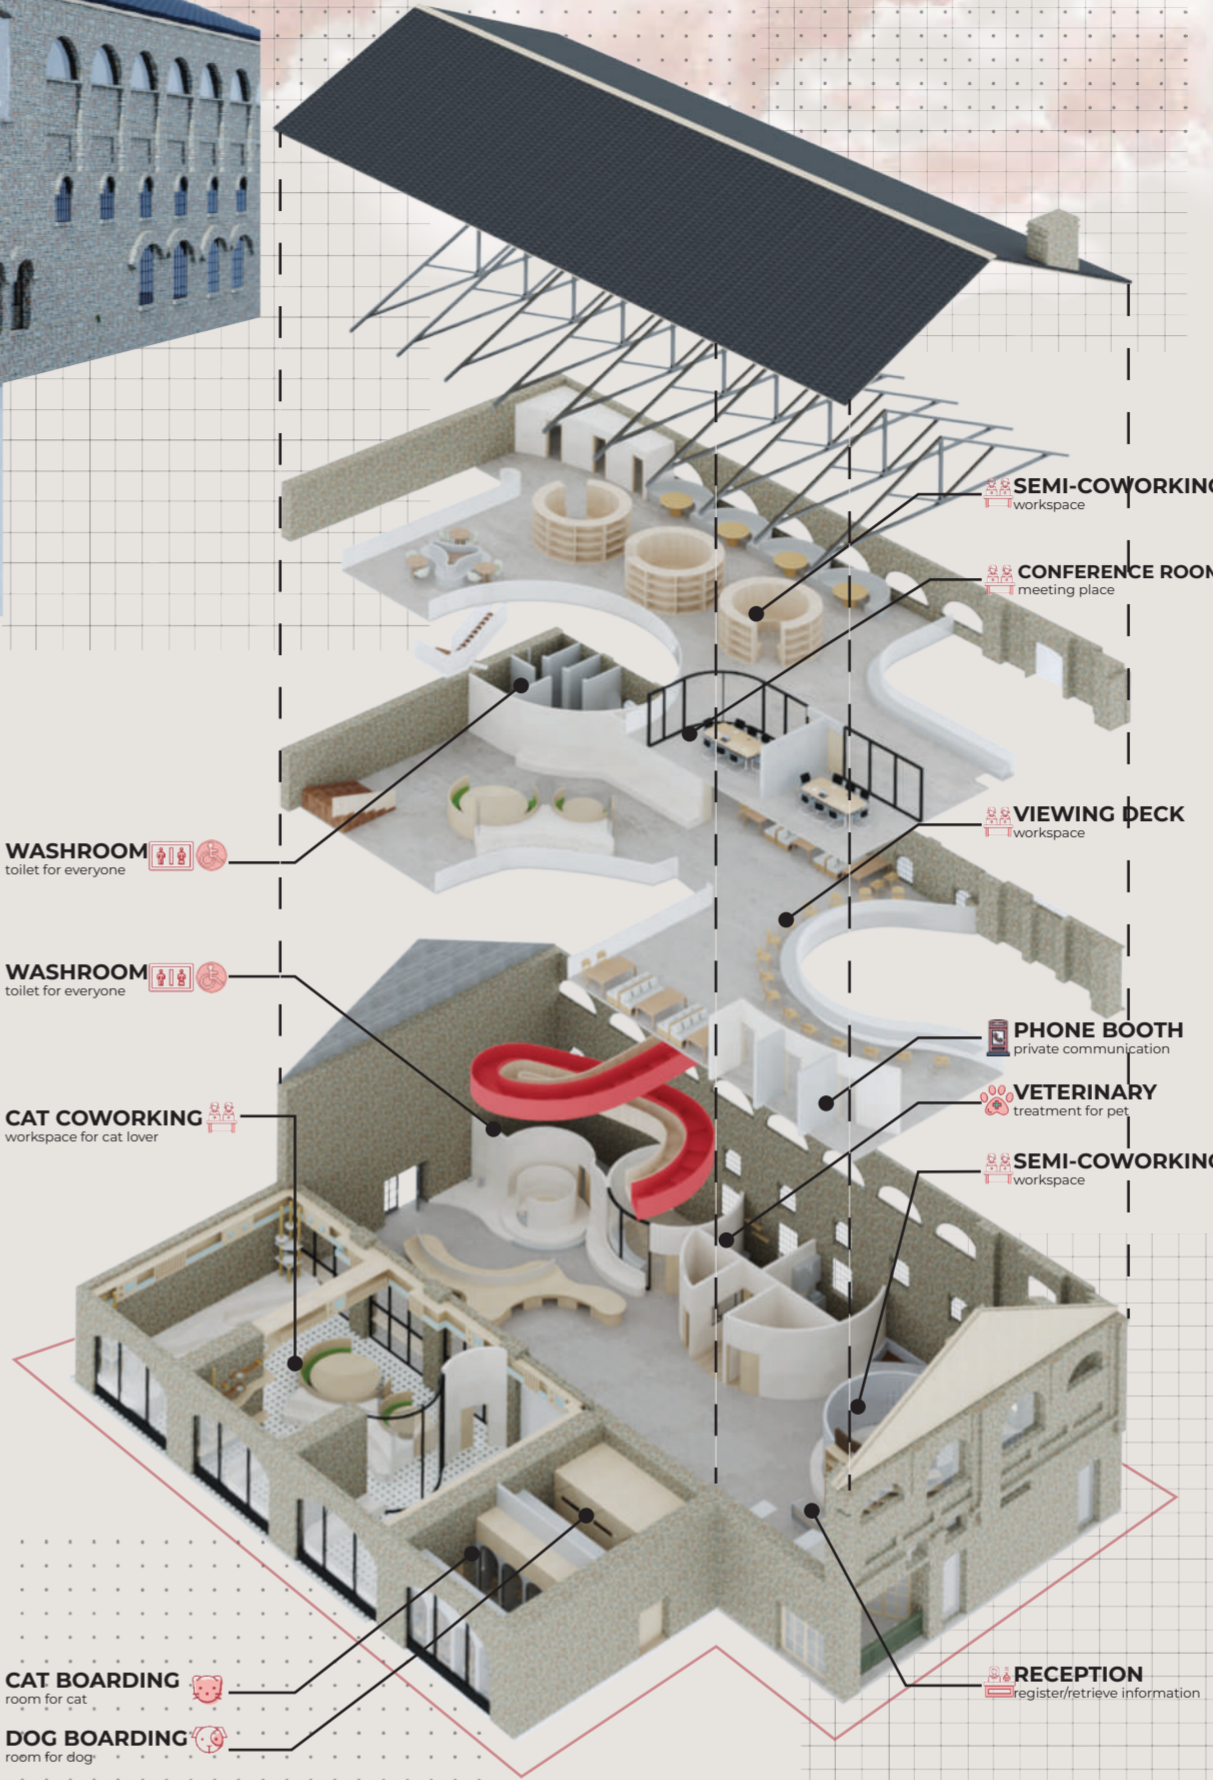 SEMI-COWORKING
workspace
CONFERENCE ROOM
meeting place
VIEWING DECK
workspace
WASHROOM
toilet for everyone
WASHROOM
toilet for everyone
PHONE BOOTH
private communication
VETERINARY
treatment for pet
CAT COWORKING
workspace for cat lover
SEMI-COWORKING
workspace
CAT BOARDING
room for cat
RECEPTION
register/retrieve information
DOG BOARDING
room for dog